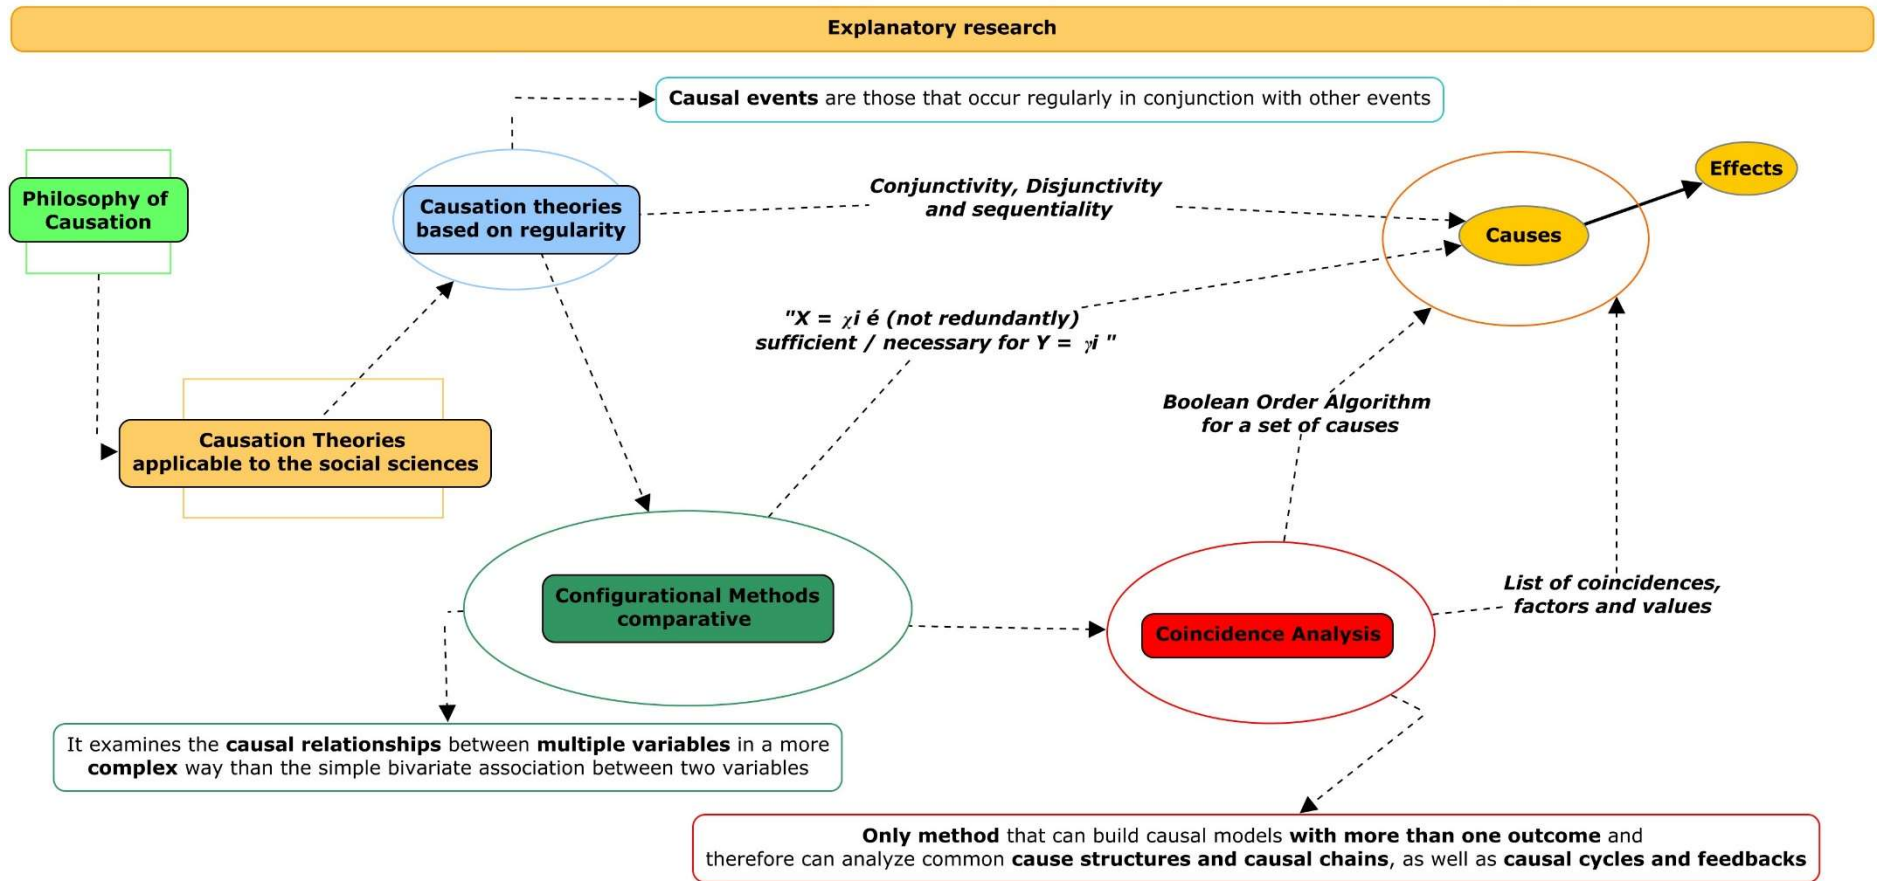 Explanatory research
Causal events are those that occur regularly in conjunction with other events
Philosophy of
Causation
Causation theories
based on regularity
Conjunctivity, Disjunctivity
and sequentiality
Effects
Causes
"X = χi é (not redundantly)
sufficient / necessary for Y = γi "
Boolean Order Algorithm
for a set of causes
Causation Theories
applicable to the social sciences
Configurational Methods
comparative
Coincidence Analysis
List of coincidences,
factors and values
It examines the causal relationships between multiple variables in a more
complex way than the simple bivariate association between two variables
Only method that can build causal models with more than one outcome and
therefore can analyze common cause structures and causal chains, as well as causal cycles and feedbacks